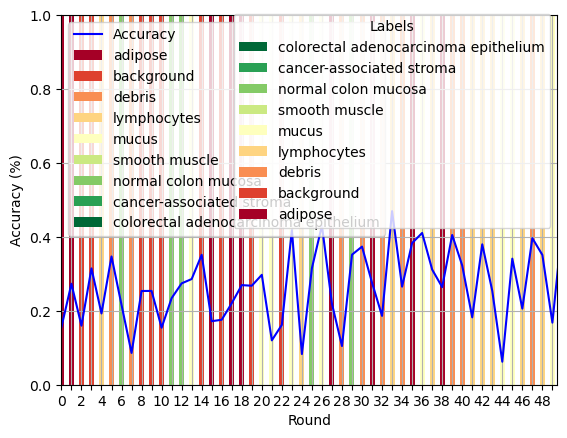 1.0
0.8
0.6
0.4
0.2
0.0
Accuracy (%)
Accuracy
adipose
background
debris
lymphocytes
mucus
smooth muscle
normal colon mucosa
cancer-associated stroma
colorectal adenocarcinoma epithelium
Labels
colorectal adenocarcinoma epithelium
cancer-associated stroma
normal colon mucosa
smooth muscle
mucus
lymphocytes
debris
background
adipose
0 2 4 6 8 10 12 14 16 18 20 22 24 26 28 30 32 34 36 38 40 42 44 46 48
Round